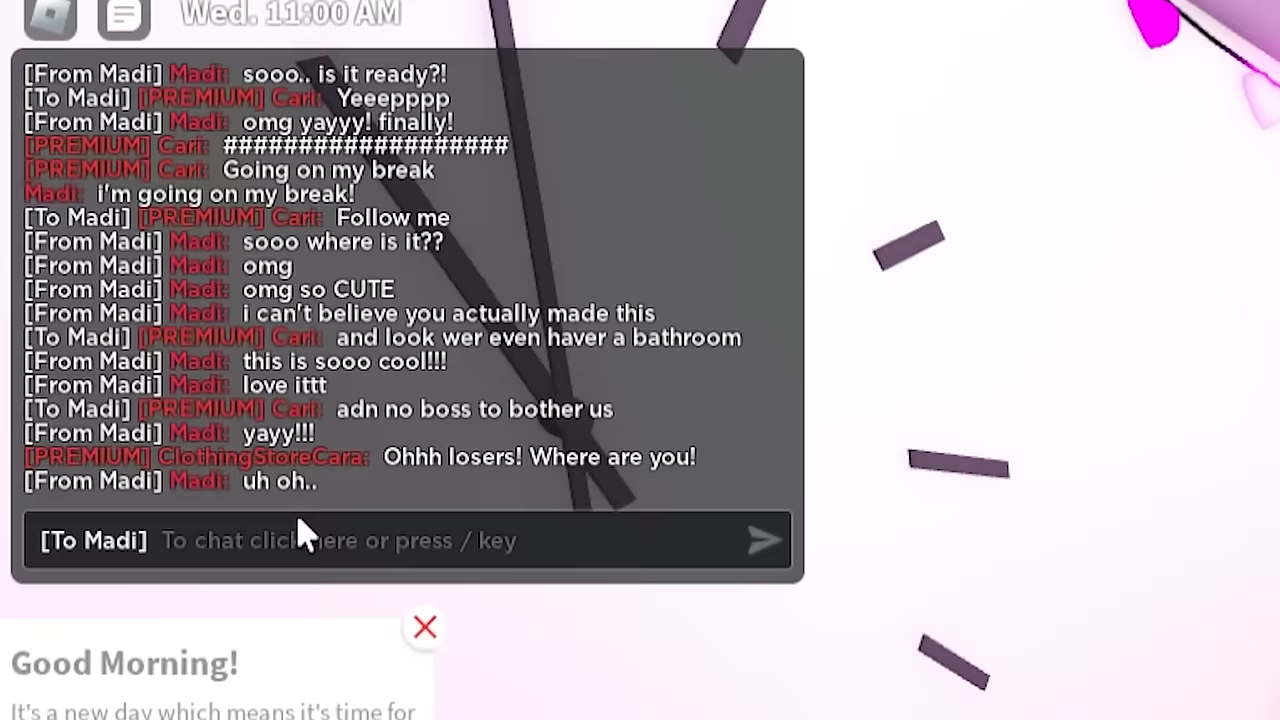 Wed. 11:00 AM
[From Madi] Madi: sooo.. is it ready?!
[To Madi] [PREMIUM] Cari: Yeeepppp
[From Madi] Madi: omg yayyy! finally!
[PREMIUM] Cari: ###################
[PREMIUM] Cari: Going on my break
Madi: i'm going on my break!
[To Madi] [PREMIUM] Cari: Follow me
[From Madi] Madi: sooo where is it??
[From Madi] Madi: omg
[From Madi] Madi: omg so CUTE
[From Madi] Madi: i can't believe you actually made this
[To Madi] [PREMIUM] Cari: and look wer even haver a bathroom
[From Madi] Madi: this is sooo cool!!!
[From Madi] Madi: love ittt
[To Madi] [PREMIUM] Cari: adn no boss to bother us
[From Madi] Madi: yayy!!!
[PREMIUM] ClothingStoreCara: Ohhh losers! Where are you!
[From Madi] Madi: uh oh..
[To Madi] To chat click here or press / key
Good Morning!
It's a new day which means it's time for